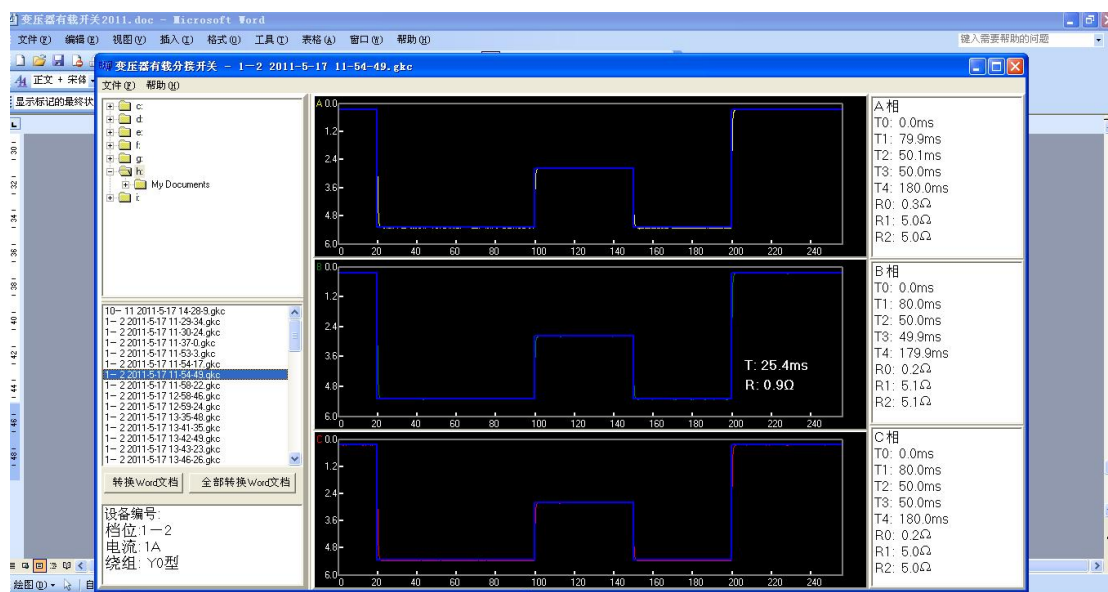 变压器有载开关2011.doc - Microsoft Word
文件(F) 编辑(E) 视图(V) 插入(I) 格式(O) 工具(T) 表格(A) 窗口(W) 帮助(H) 键入需要帮助的问题
正文 + 宋体
显示标记的最终状
变压器有载分接开关 - 1—2 2011-5-17 11-54-49.gkc
文件(F) 帮助(H)
c:
d:
e:
f:
g:
h:
My Documents
i:
10— 11 2011-5-17 14-28-9.gkc
1— 2 2011-5-17 11-29-34.gkc
1— 2 2011-5-17 11-30-24.gkc
1— 2 2011-5-17 11-37-0.gkc
1— 2 2011-5-17 11-53-3.gkc
1— 2 2011-5-17 11-54-17.gkc
1— 2 2011-5-17 11-54-49.gkc
1— 2 2011-5-17 11-58-22.gkc
1— 2 2011-5-17 12-58-46.gkc
1— 2 2011-5-17 12-59-24.gkc
1— 2 2011-5-17 13-35-48.gkc
1— 2 2011-5-17 13-41-35.gkc
1— 2 2011-5-17 13-42-49.gkc
1— 2 2011-5-17 13-43-23.gkc
1— 2 2011-5-17 13-46-26.gkc
转换Word文档 全部转换Word文档
设备编号:
档位:1—2
电流: 1A
绕组: Y0型
A 0.0
1.2
2.4
3.6
4.8
6.0
0 20 40 60 80 100 120 140 160 180 200 220 240
B 0.0
1.2
2.4
3.6
4.8
6.0
0 20 40 60 80 100 120 140 160 180 200 220 240
T: 25.4ms
R: 0.9Ω
C 0.0
1.2
2.4
3.6
4.8
6.0
0 20 40 60 80 100 120 140 160 180 200 220 240
A相
T0: 0.0ms
T1: 79.9ms
T2: 50.1ms
T3: 50.0ms
T4: 180.0ms
R0: 0.3Ω
R1: 5.0Ω
R2: 5.0Ω
B相
T0: 0.0ms
T1: 80.0ms
T2: 50.0ms
T3: 49.9ms
T4: 179.9ms
R0: 0.2Ω
R1: 5.1Ω
R2: 5.1Ω
C相
T0: 0.0ms
T1: 80.0ms
T2: 50.0ms
T3: 50.0ms
T4: 180.0ms
R0: 0.2Ω
R1: 5.0Ω
R2: 5.0Ω
30
32
34
36
38
40
42
44
46
48
绘图(D) 自